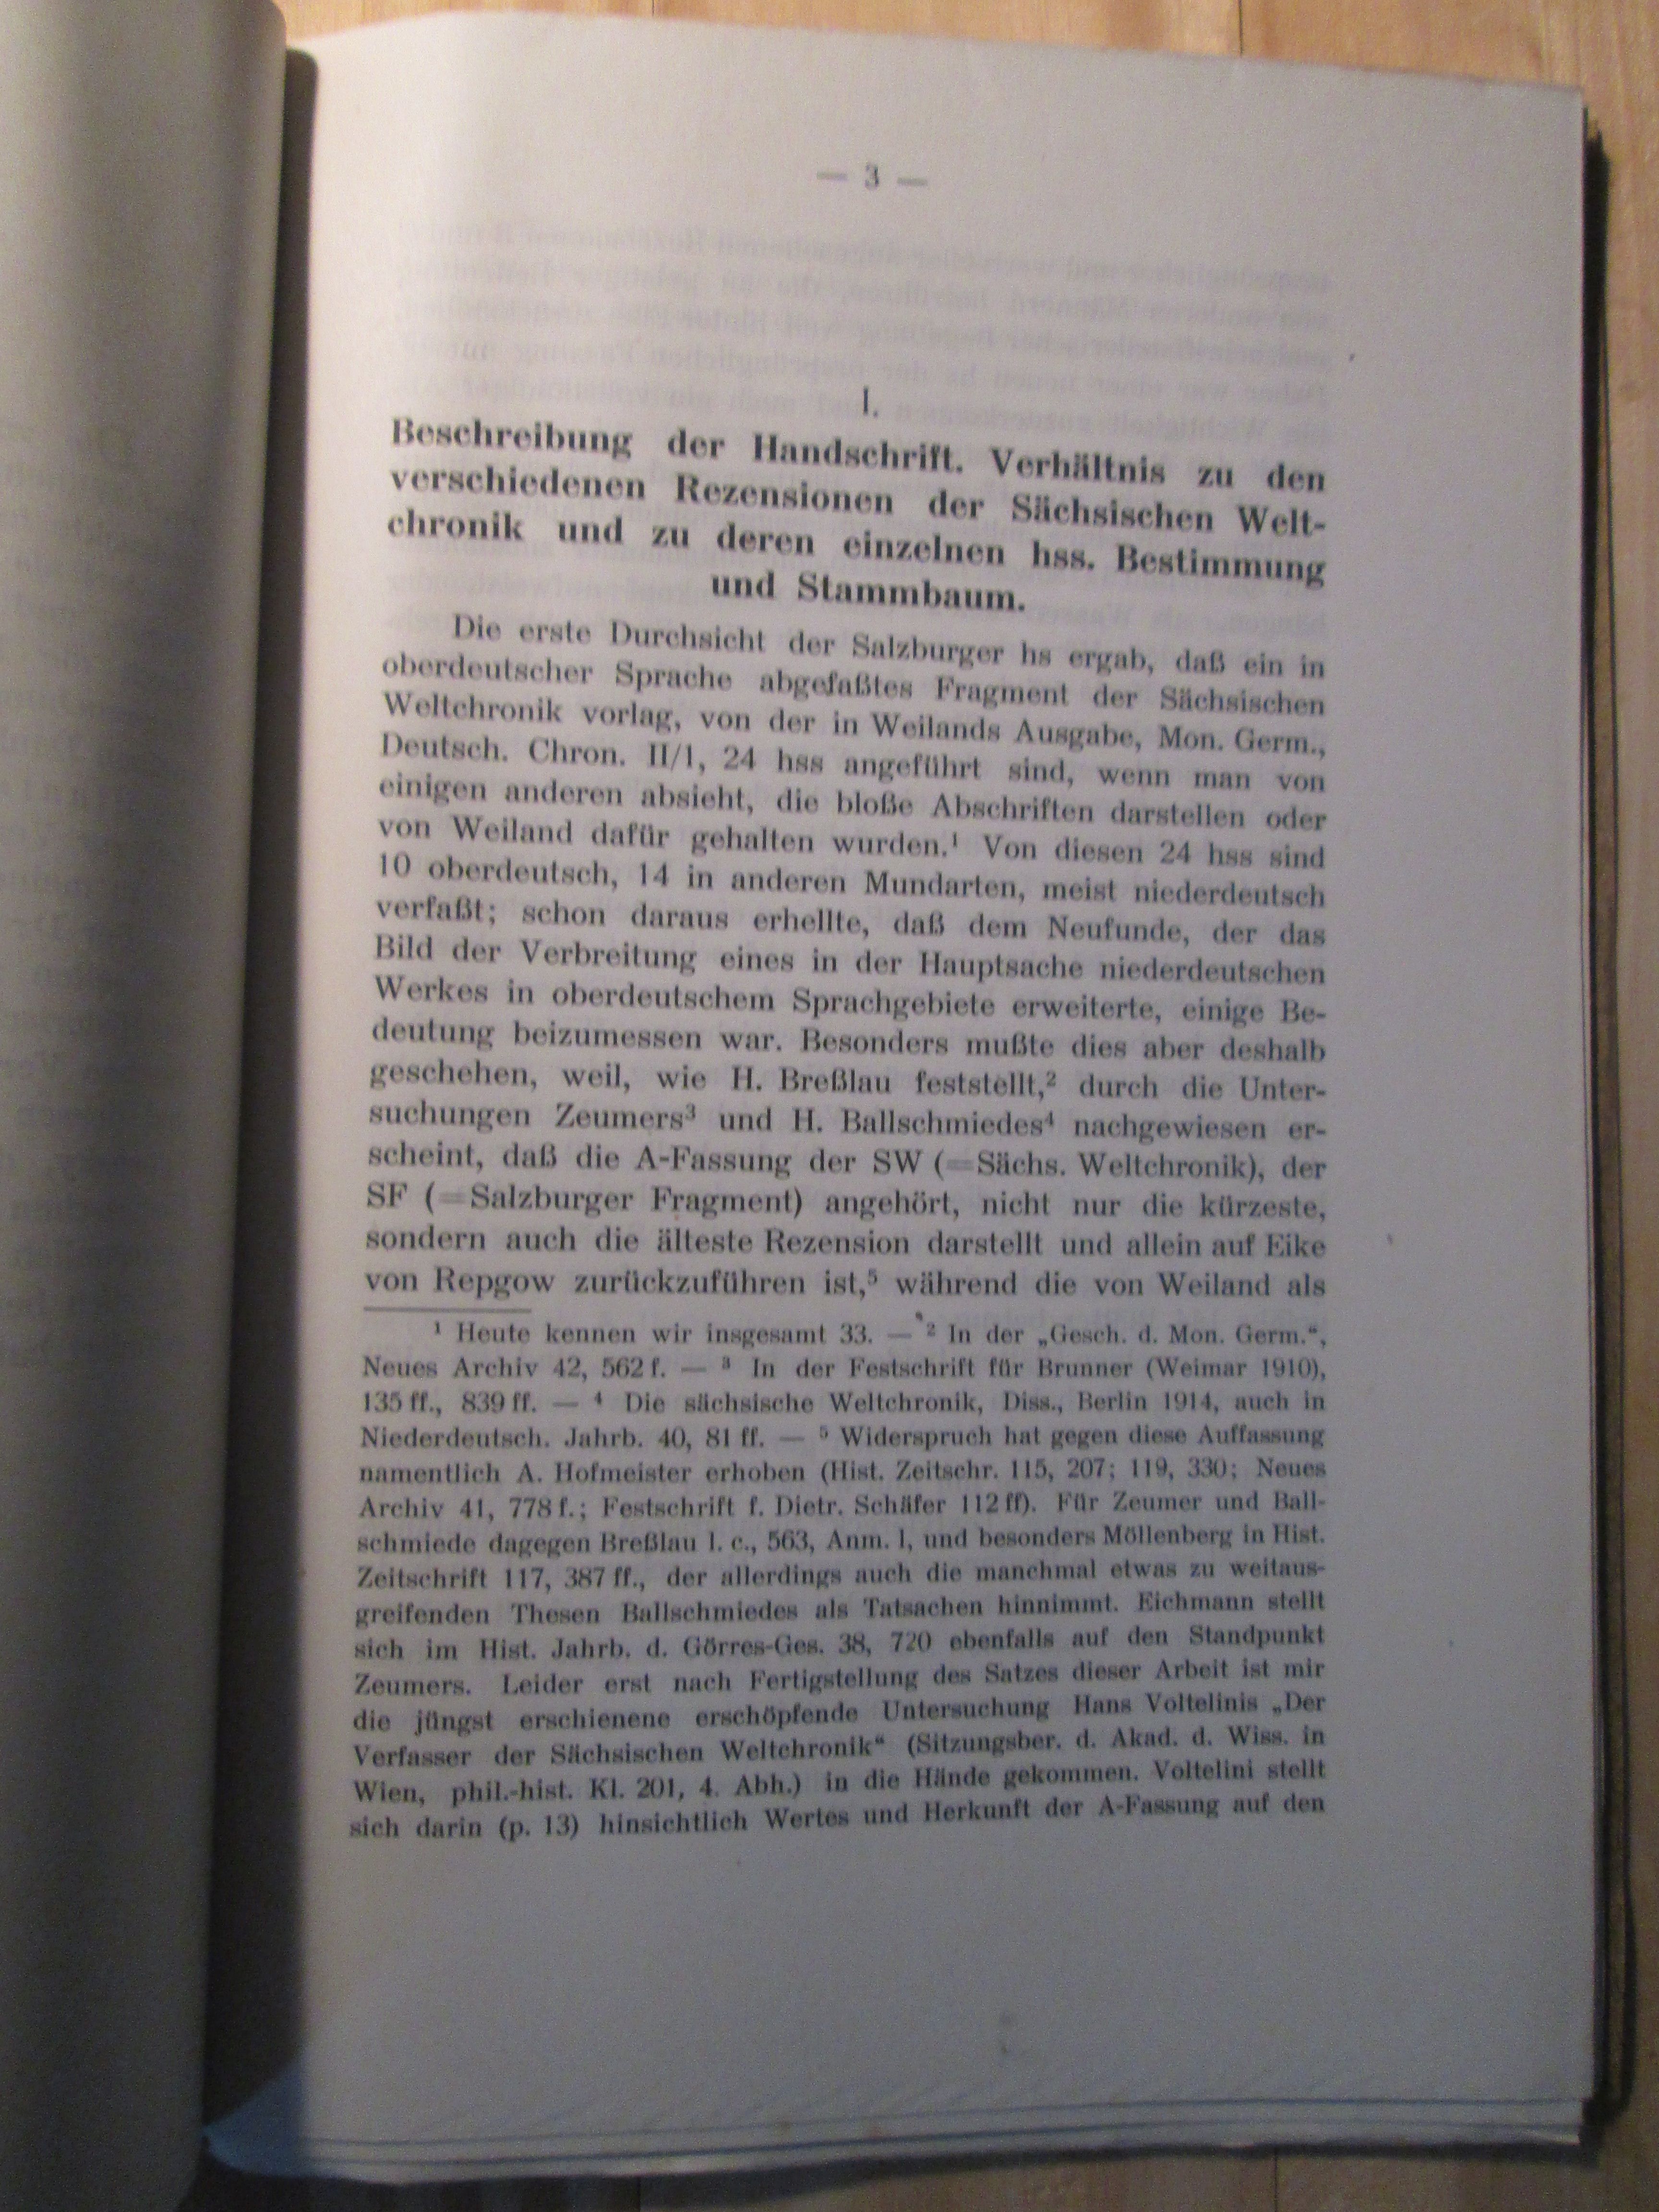 — 3 —
I.
Beschreibung der Handschrift. Verhältnis zu den
verschiedenen Rezensionen der Sächsischen Welt-
chronik und zu deren einzelnen hss. Bestimmung
und Stammbaum.
Die erste Durchsicht der Salzburger hs ergab, daß ein in
oberdeutscher Sprache abgefaßtes Fragment der Sächsischen
Weltchronik vorlag, von der in Weilands Ausgabe, Mon. Germ.,
Deutsch. Chron. II/1, 24 hss angeführt sind, wenn man von
einigen anderen absieht, die bloße Abschriften darstellen oder
von Weiland dafür gehalten wurden.¹ Von diesen 24 hss sind
10 oberdeutsch, 14 in anderen Mundarten, meist niederdeutsch
verfaßt; schon daraus erhellte, daß dem Neufunde, der das
Bild der Verbreitung eines in der Hauptsache niederdeutschen
Werkes in oberdeutschem Sprachgebiete erweiterte, einige Be-
deutung beizumessen war. Besonders mußte dies aber deshalb
geschehen, weil, wie H. Breßlau feststellt,² durch die Unter-
suchungen Zeumers³ und H. Ballschmiedes⁴ nachgewiesen er-
scheint, daß die A-Fassung der SW (=Sächs. Weltchronik), der
SF (=Salzburger Fragment) angehört, nicht nur die kürzeste,
sondern auch die älteste Rezension darstellt und allein auf Eike
von Repgow zurückzuführen ist,⁵ während die von Weiland als
¹ Heute kennen wir insgesamt 33. — ² In der „Gesch. d. Mon. Germ.“,
Neues Archiv 42, 562 f. — ³ In der Festschrift für Brunner (Weimar 1910),
135 ff., 839 ff. — ⁴ Die sächsische Weltchronik, Diss., Berlin 1914, auch in
Niederdeutsch. Jahrb. 40, 81 ff. — ⁵ Widerspruch hat gegen diese Auffassung
namentlich A. Hofmeister erhoben (Hist. Zeitschr. 115, 207; 119, 330; Neues
Archiv 41, 778 f.; Festschrift f. Dietr. Schäfer 112 ff). Für Zeumer und Ball-
schmiede dagegen Breßlau l. c., 563, Anm. 1, und besonders Möllenberg in Hist.
Zeitschrift 117, 387 ff., der allerdings auch die manchmal etwas zu weitaus-
greifenden Thesen Ballschmiedes als Tatsachen hinnimmt. Eichmann stellt
sich im Hist. Jahrb. d. Görres-Ges. 38, 720 ebenfalls auf den Standpunkt
Zeumers. Leider erst nach Fertigstellung des Satzes dieser Arbeit ist mir
die jüngst erschienene erschöpfende Untersuchung Hans Voltelinis „Der
Verfasser der Sächsischen Weltchronik“ (Sitzungsber. d. Akad. d. Wiss. in
Wien, phil.-hist. Kl. 201, 4. Abh.) in die Hände gekommen. Voltelini stellt
sich darin (p. 13) hinsichtlich Wertes und Herkunft der A-Fassung auf den